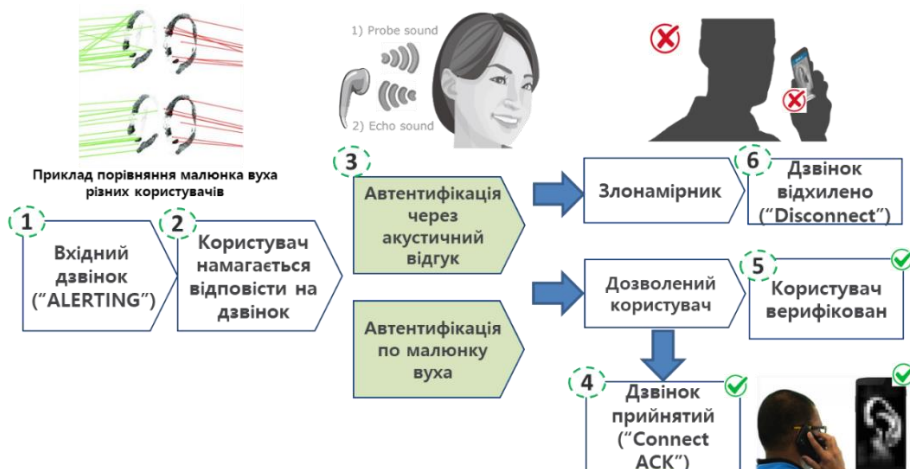 1) Probe sound
2) Echo sound
Приклад порівняння малюнка вуха
різних користувачів
1
Вхідний
дзвінок
("ALERTING")
2
Користувач
намагається
відповісти на
дзвінок
3
Автентифікація
через
акустичний
відгук
Автентифікація
по малюнку
вуха
Злонамірник
6
Дзвінок
відхилено
("Disconnect")
Дозволений
користувач
5
Користувач
верифікован
4
Дзвінок
прийнятий
("Connect
ACK")